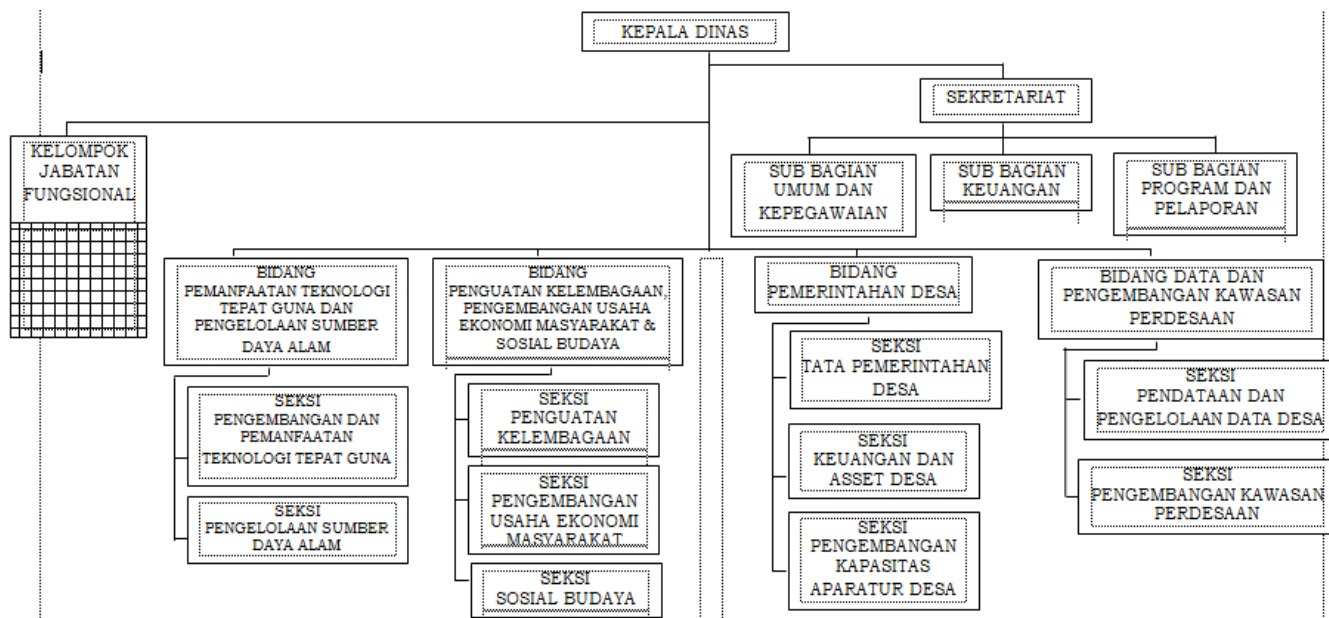 KEPALA DINAS
SEKRETARIAT
KELOMPOK
JABATAN
FUNGSIONAL
SUB BAGIAN
UMUM DAN
KEPEGAWAIAN
SUB BAGIAN
KEUANGAN
SUB BAGIAN
PROGRAM DAN
PELAPORAN
BIDANG
PEMANFAATAN TEKNOLOGI
TEPAT GUNA DAN
PENGELOLAAN SUMBER
DAYA ALAM
SEKSI
PENGEMBANGAN DAN
PEMANFAATAN
TEKNOLOGI TEPAT GUNA
SEKSI
PENGELOLAAN SUMBER
DAYA ALAM
BIDANG
PENGUATAN KELEMBAGAAN,
PENGEMBANGAN USAHA
EKONOMI MASYARAKAT &
SOSIAL BUDAYA
SEKSI
PENGUATAN
KELEMBAGAAN
SEKSI
PENGEMBANGAN
USAHA EKONOMI
MASYARAKAT
SEKSI
SOSIAL BUDAYA
BIDANG
PEMERINTAHAN DESA
SEKSI
TATA PEMERINTAHAN
DESA
SEKSI
KEUANGAN DAN
ASSET DESA
SEKSI
PENGEMBANGAN
KAPASITAS
APARATUR DESA
BIDANG DATA DAN
PENGEMBANGAN KAWASAN
PERDESAAN
SEKSI
PENDATAAN DAN
PENGELOLAAN DATA DESA
SEKSI
PENGEMBANGAN KAWASAN
PERDESAAN